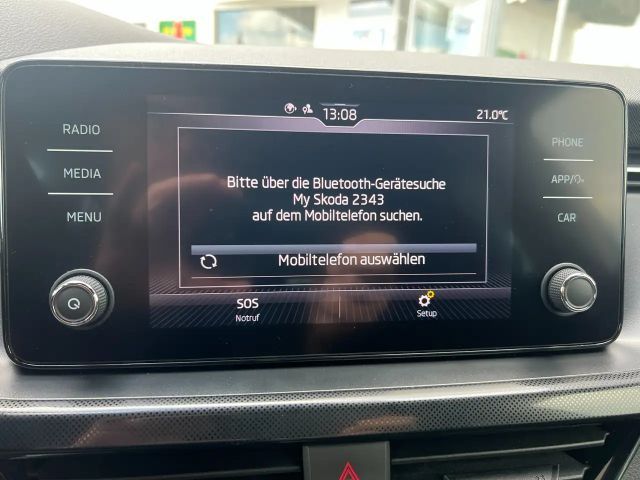 13:08
21.0°C
RADIO
MEDIA
MENU
Bitte über die Bluetooth-Gerätesuche
My Skoda 2343
auf dem Mobiltelefon suchen.
Mobiltelefon auswählen
SOS
Notruf
Setup
PHONE
APP/
CAR